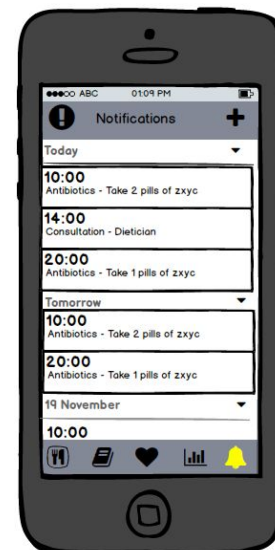 ABC 01:09 PM
Notifications
Today
10:00
Antibiotics - Take 2 pills of zxyc
14:00
Consultation - Dietician
20:00
Antibiotics - Take 1 pills of zxyc
Tomorrow
10:00
Antibiotics - Take 2 pills of zxyc
20:00
Antibiotics - Take 1 pills of zxyc
19 November
10:00